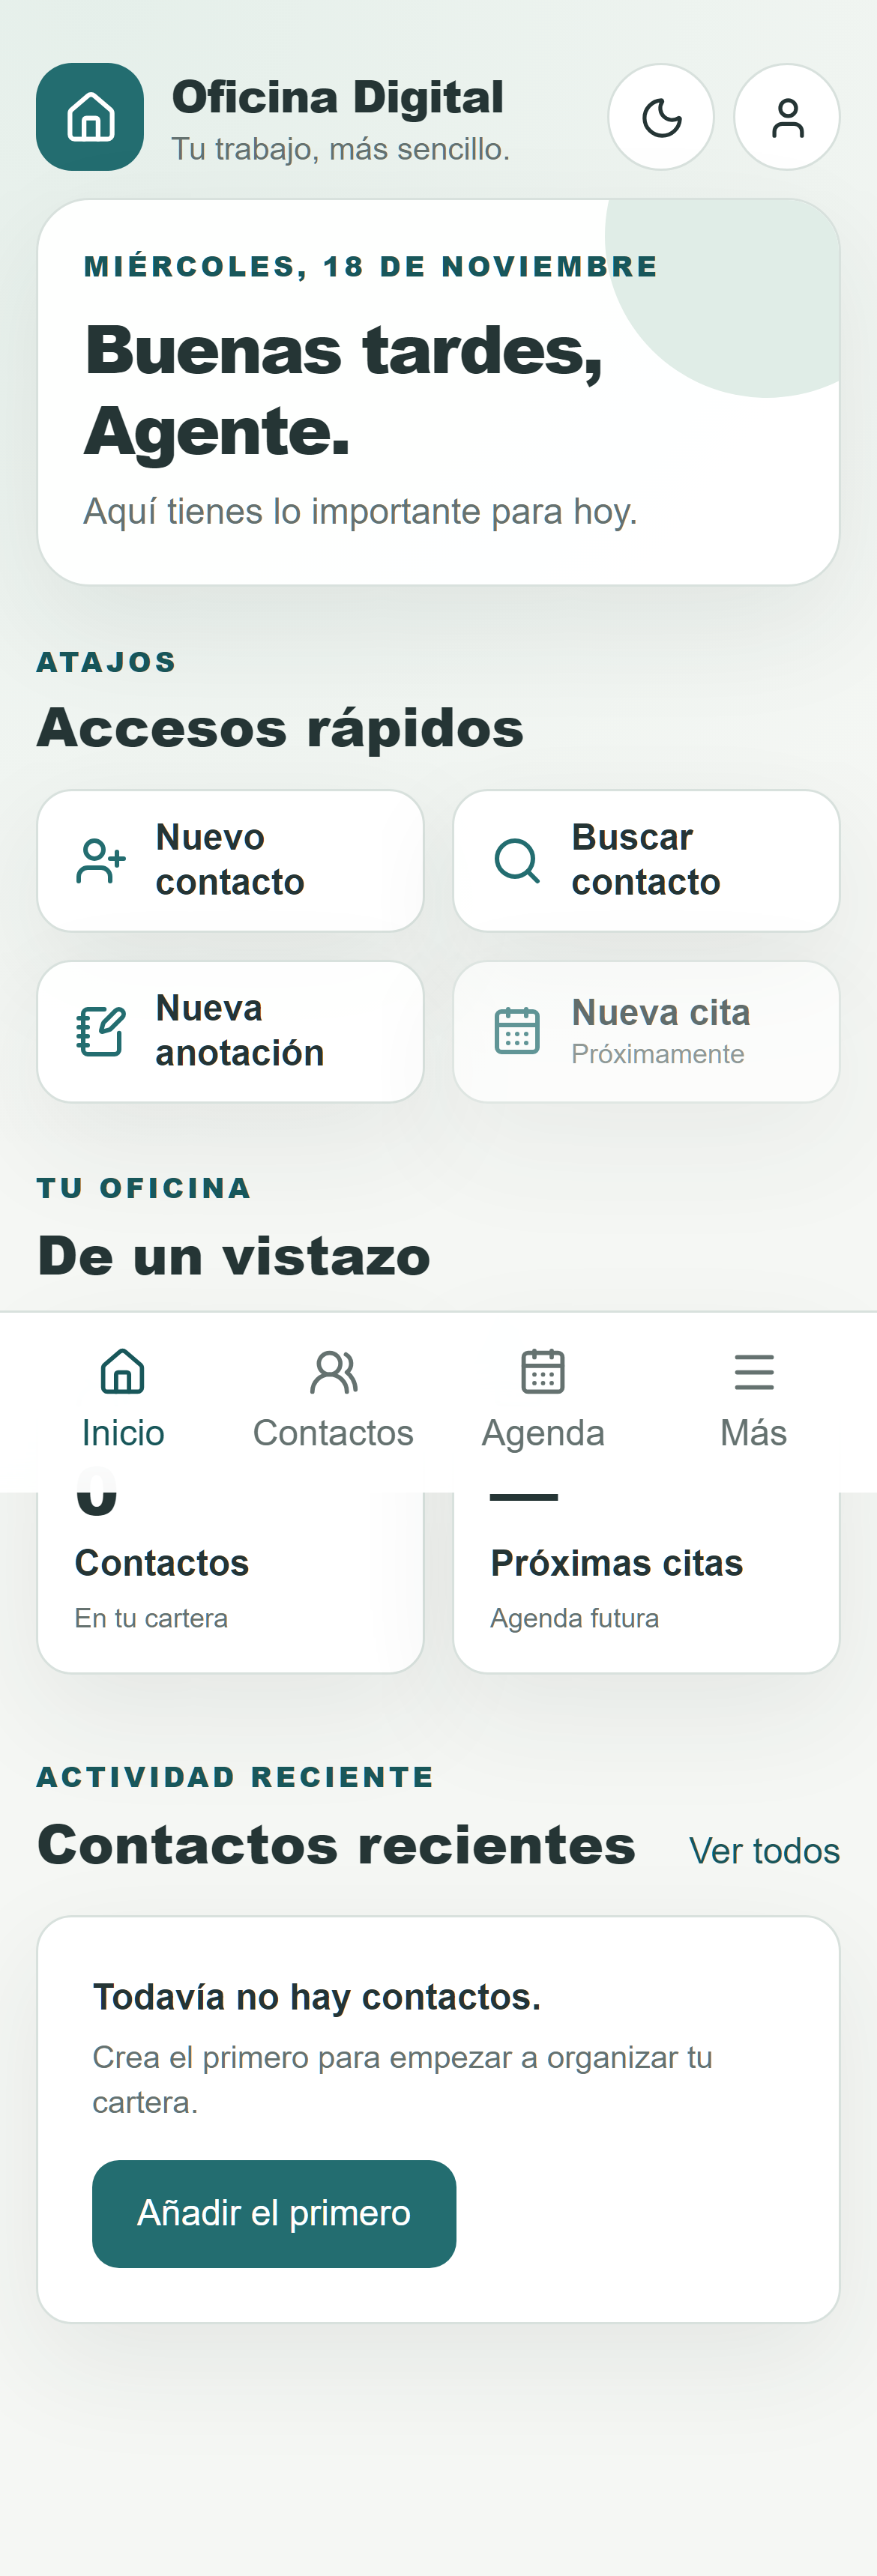 Oficina Digital
Tu trabajo, más sencillo.
MIÉRCOLES, 18 DE NOVIEMBRE
Buenas tardes,
Agente.
Aquí tienes lo importante para hoy.
ATAJOS
Accesos rápidos
Nuevo
contacto
Buscar
contacto
Nueva
anotación
Nueva cita
Próximamente
TU OFICINA
De un vistazo
Inicio
Contactos
Agenda
Más
0
—
Contactos
En tu cartera
Próximas citas
Agenda futura
ACTIVIDAD RECIENTE
Contactos recientes
Ver todos
Todavía no hay contactos.
Crea el primero para empezar a organizar tu
cartera.
Añadir el primero